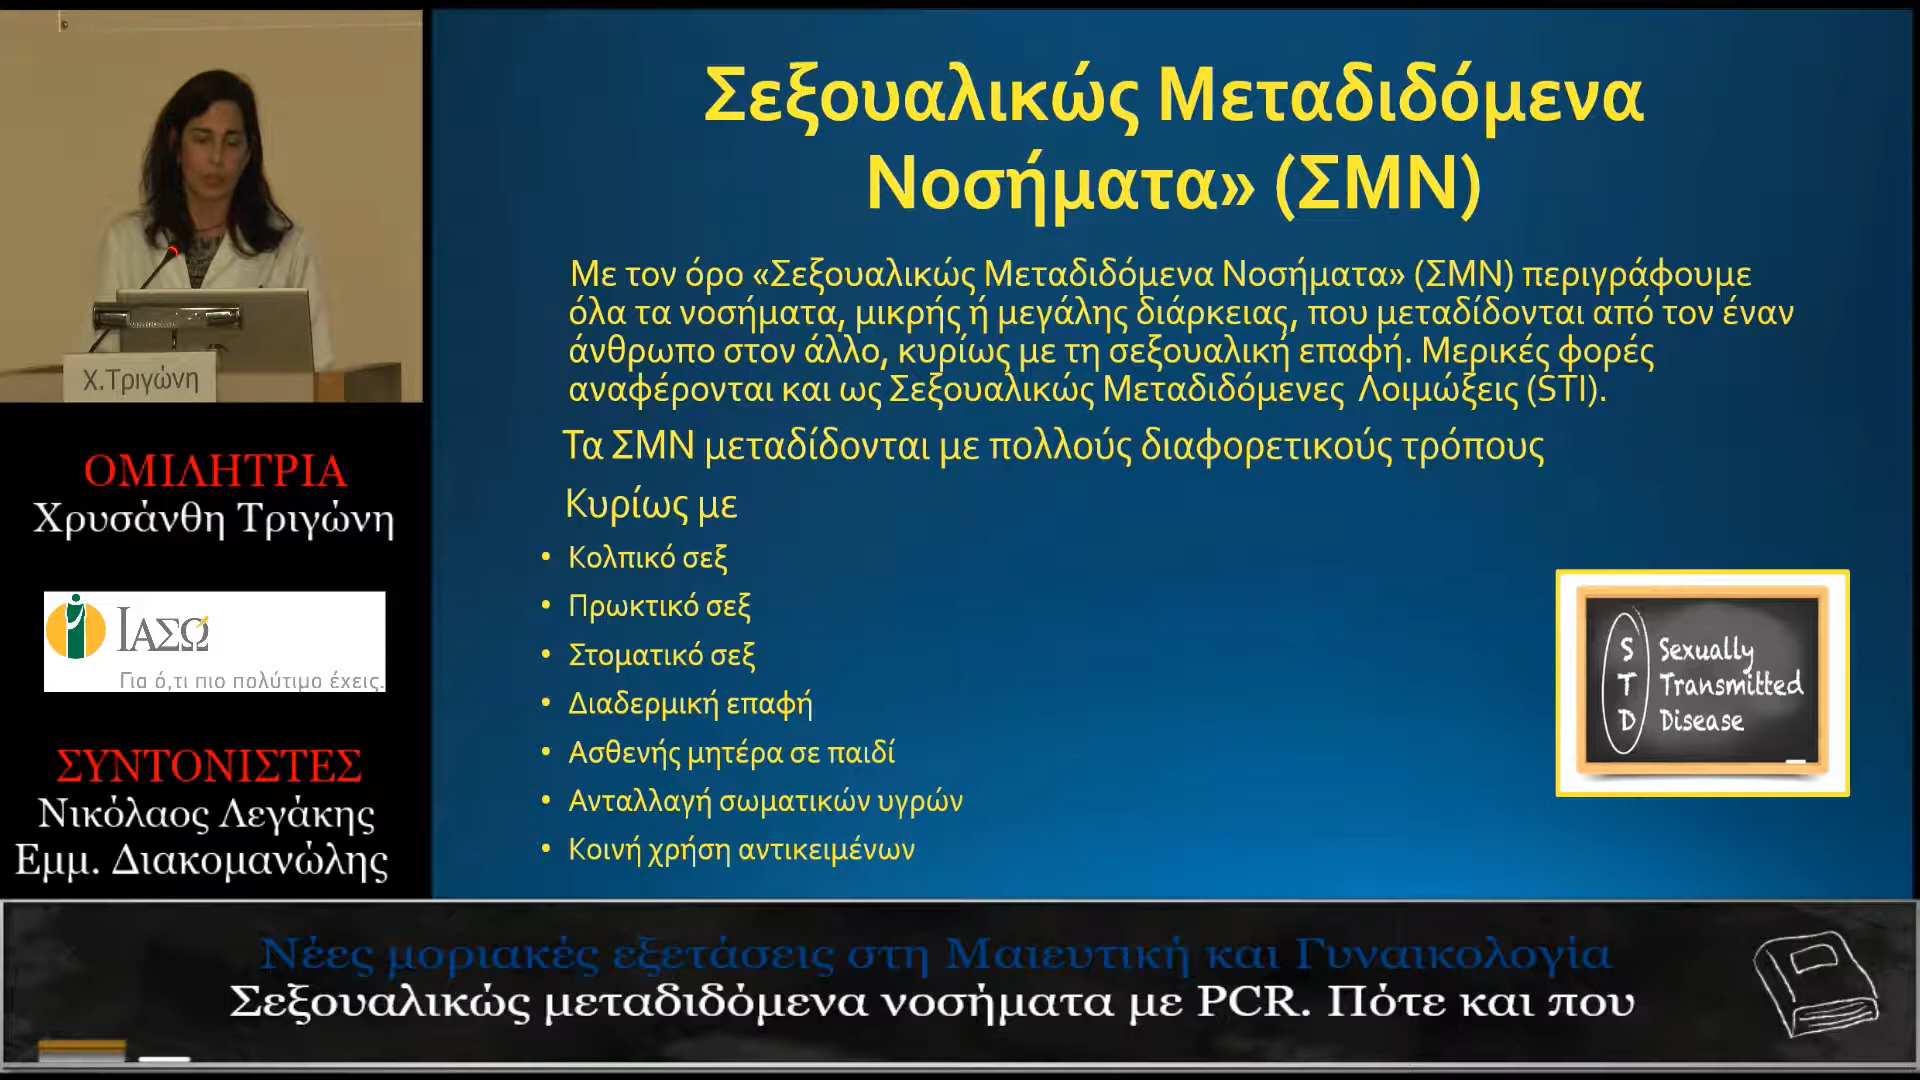 Σεξουαλικώς Μεταδιδόμενα
Νοσήματα» (ΣΜΝ)
Με τον όρο «Σεξουαλικώς Μεταδιδόμενα Νοσήματα» (ΣΜΝ) περιγράφουμε
όλα τα νοσήματα, μικρής ή μεγάλης διάρκειας, που μεταδίδονται από τον έναν
άνθρωπο στον άλλο, κυρίως με τη σεξουαλική επαφή. Μερικές φορές
αναφέρονται και ως Σεξουαλικώς Μεταδιδόμενες Λοιμώξεις (STI).
Τα ΣΜΝ μεταδίδονται με πολλούς διαφορετικούς τρόπους
Κυρίως με
• Κολπικό σεξ
• Πρωκτικό σεξ
• Στοματικό σεξ
• Διαδερμική επαφή
• Ασθενής μητέρα σε παιδί
• Ανταλλαγή σωματικών υγρών
• Κοινή χρήση αντικειμένων
S Sexually
T Transmitted
D Disease
Χ.Τριγώνη
ΟΜΙΛΗΤΡΙΑ
Χρυσάνθη Τριγώνη
ΙΑΣΩ
Για ό,τι πιο πολύτιμο έχεις.
ΣΥΝΤΟΝΙΣΤΕΣ
Νικόλαος Λεγάκης
Εμμ. Διακομανώλης
Νέες μοριακές εξετάσεις στη Μαιευτική και Γυναικολογία
Σεξουαλικώς μεταδιδόμενα νοσήματα με PCR. Πότε και που